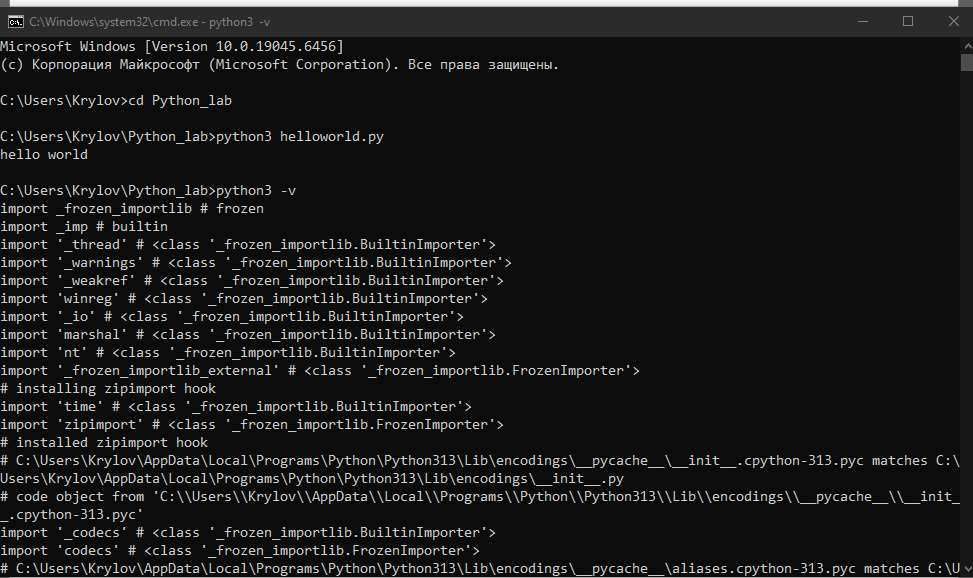 C:\Windows\system32\cmd.exe - python3 -v
Microsoft Windows [Version 10.0.19045.6456]
(c) Корпорация Майкрософт (Microsoft Corporation). Все права защищены.
C:\Users\Krylov>cd Python_lab
C:\Users\Krylov\Python_lab>python3 helloworld.py
hello world
C:\Users\Krylov\Python_lab>python3 -v
import _frozen_importlib # frozen
import _imp # builtin
import '_thread' # <class '_frozen_importlib.BuiltinImporter'>
import '_warnings' # <class '_frozen_importlib.BuiltinImporter'>
import '_weakref' # <class '_frozen_importlib.BuiltinImporter'>
import 'winreg' # <class '_frozen_importlib.BuiltinImporter'>
import '_io' # <class '_frozen_importlib.BuiltinImporter'>
import 'marshal' # <class '_frozen_importlib.BuiltinImporter'>
import 'nt' # <class '_frozen_importlib.BuiltinImporter'>
import '_frozen_importlib_external' # <class '_frozen_importlib.FrozenImporter'>
# installing zipimport hook
import 'time' # <class '_frozen_importlib.BuiltinImporter'>
import 'zipimport' # <class '_frozen_importlib.FrozenImporter'>
# installed zipimport hook
# C:\Users\Krylov\AppData\Local\Programs\Python\Python313\Lib\encodings\__pycache__\__init__.cpython-313.pyc matches C:\
Users\Krylov\AppData\Local\Programs\Python\Python313\Lib\encodings\__init__.py
# code object from 'C:\\Users\\Krylov\\AppData\\Local\\Programs\\Python\\Python313\\Lib\\encodings\\__pycache__\\__init_
_.cpython-313.pyc'
import '_codecs' # <class '_frozen_importlib.BuiltinImporter'>
import 'codecs' # <class '_frozen_importlib.FrozenImporter'>
# C:\Users\Krylov\AppData\Local\Programs\Python\Python313\Lib\encodings\__pycache__\aliases.cpython-313.pyc matches C:\U